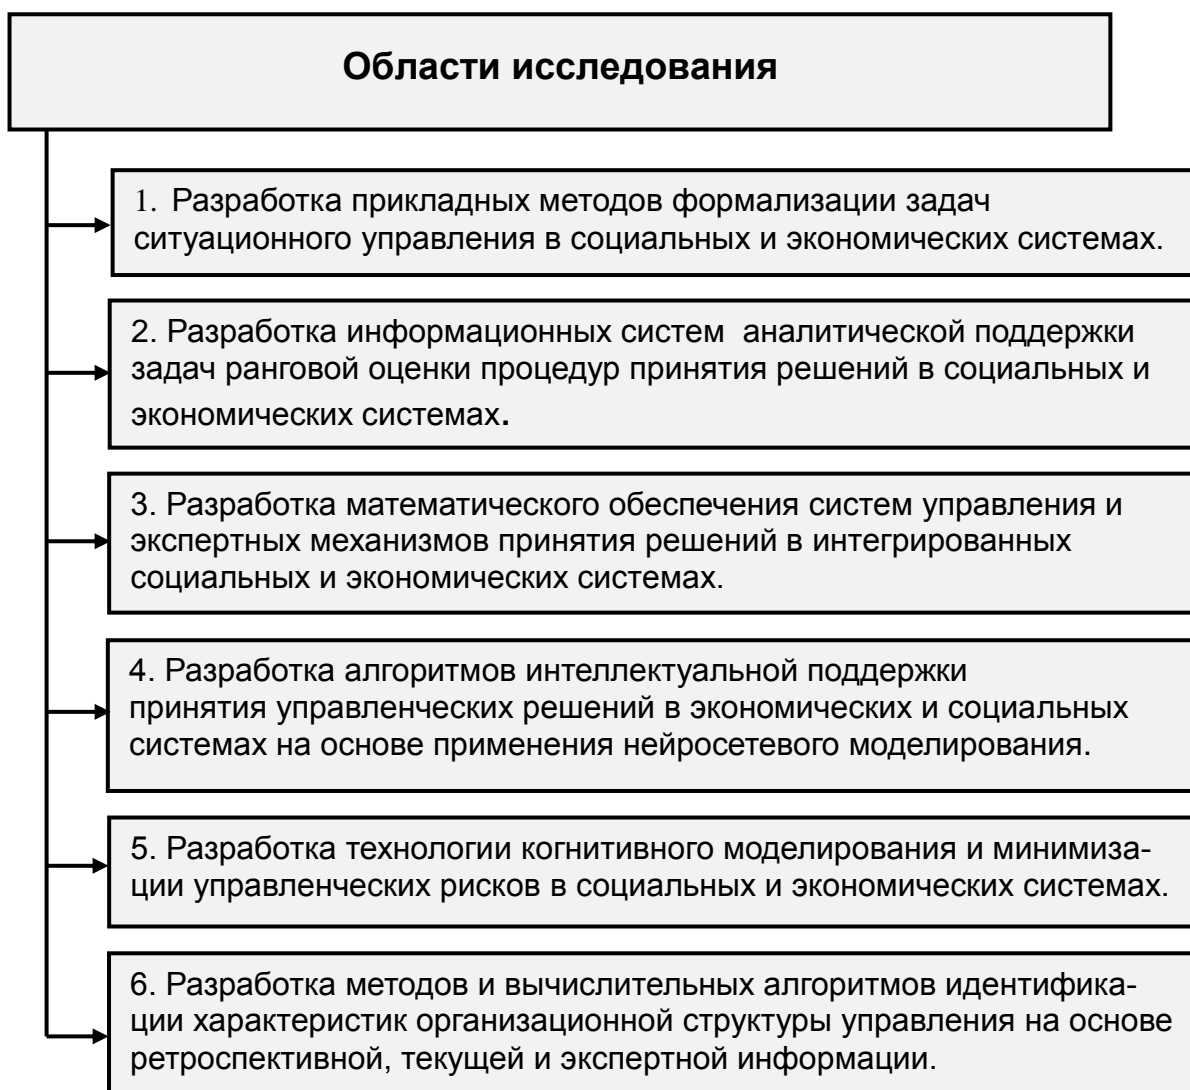 Области исследования
1. Разработка прикладных методов формализации задач
ситуационного управления в социальных и экономических системах.
2. Разработка информационных систем аналитической поддержки
задач ранговой оценки процедур принятия решений в социальных и
экономических системах.
3. Разработка математического обеспечения систем управления и
экспертных механизмов принятия решений в интегрированных
социальных и экономических системах.
4. Разработка алгоритмов интеллектуальной поддержки
принятия управленческих решений в экономических и социальных
системах на основе применения нейросетевого моделирования.
5. Разработка технологии когнитивного моделирования и минимиза-
ции управленческих рисков в социальных и экономических системах.
6. Разработка методов и вычислительных алгоритмов идентифика-
ции характеристик организационной структуры управления на основе
ретроспективной, текущей и экспертной информации.